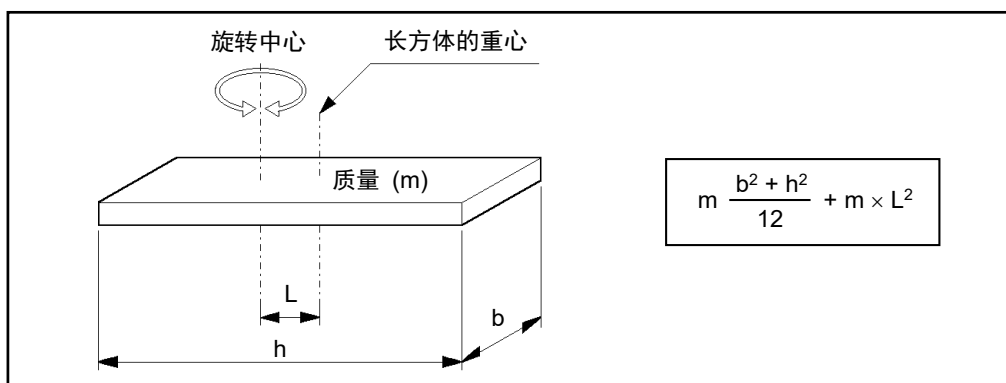 旋转中心
长方体的重心
质量 (m)
m (b² + h²)/12 + m × L²
L
b
h